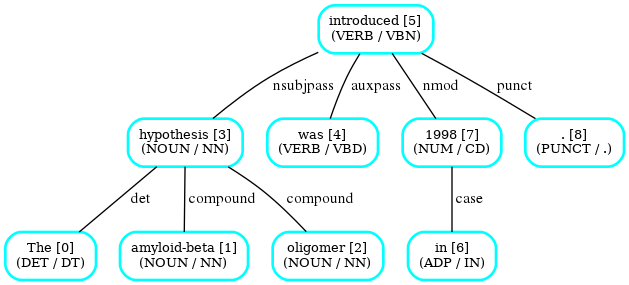 introduced [5]
(VERB / VBN)
nsubjpass
auxpass
nmod
punct
hypothesis [3]
(NOUN / NN)
was [4]
(VERB / VBD)
1998 [7]
(NUM / CD)
. [8]
(PUNCT / .)
det
compound
compound
case
The [0]
(DET / DT)
amyloid-beta [1]
(NOUN / NN)
oligomer [2]
(NOUN / NN)
in [6]
(ADP / IN)